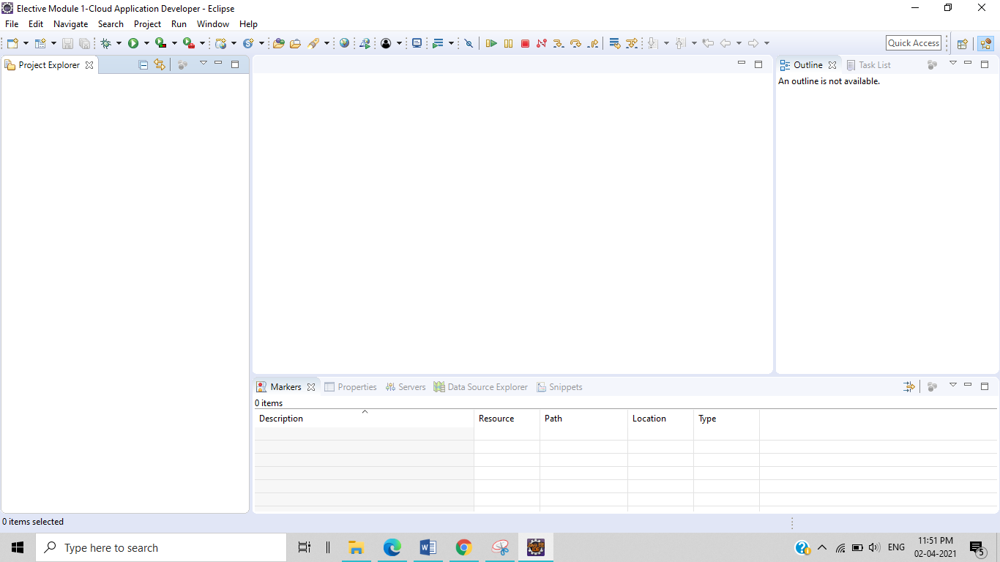 Elective Module 1-Cloud Application Developer - Eclipse
File Edit Navigate Search Project Run Window Help
Quick Access
Project Explorer
Outline Task List
An outline is not available.
Markers Properties Servers Data Source Explorer Snippets
0 items
Description Resource Path Location Type
0 items selected
Type here to search
ENG
11:51 PM
02-04-2021
5